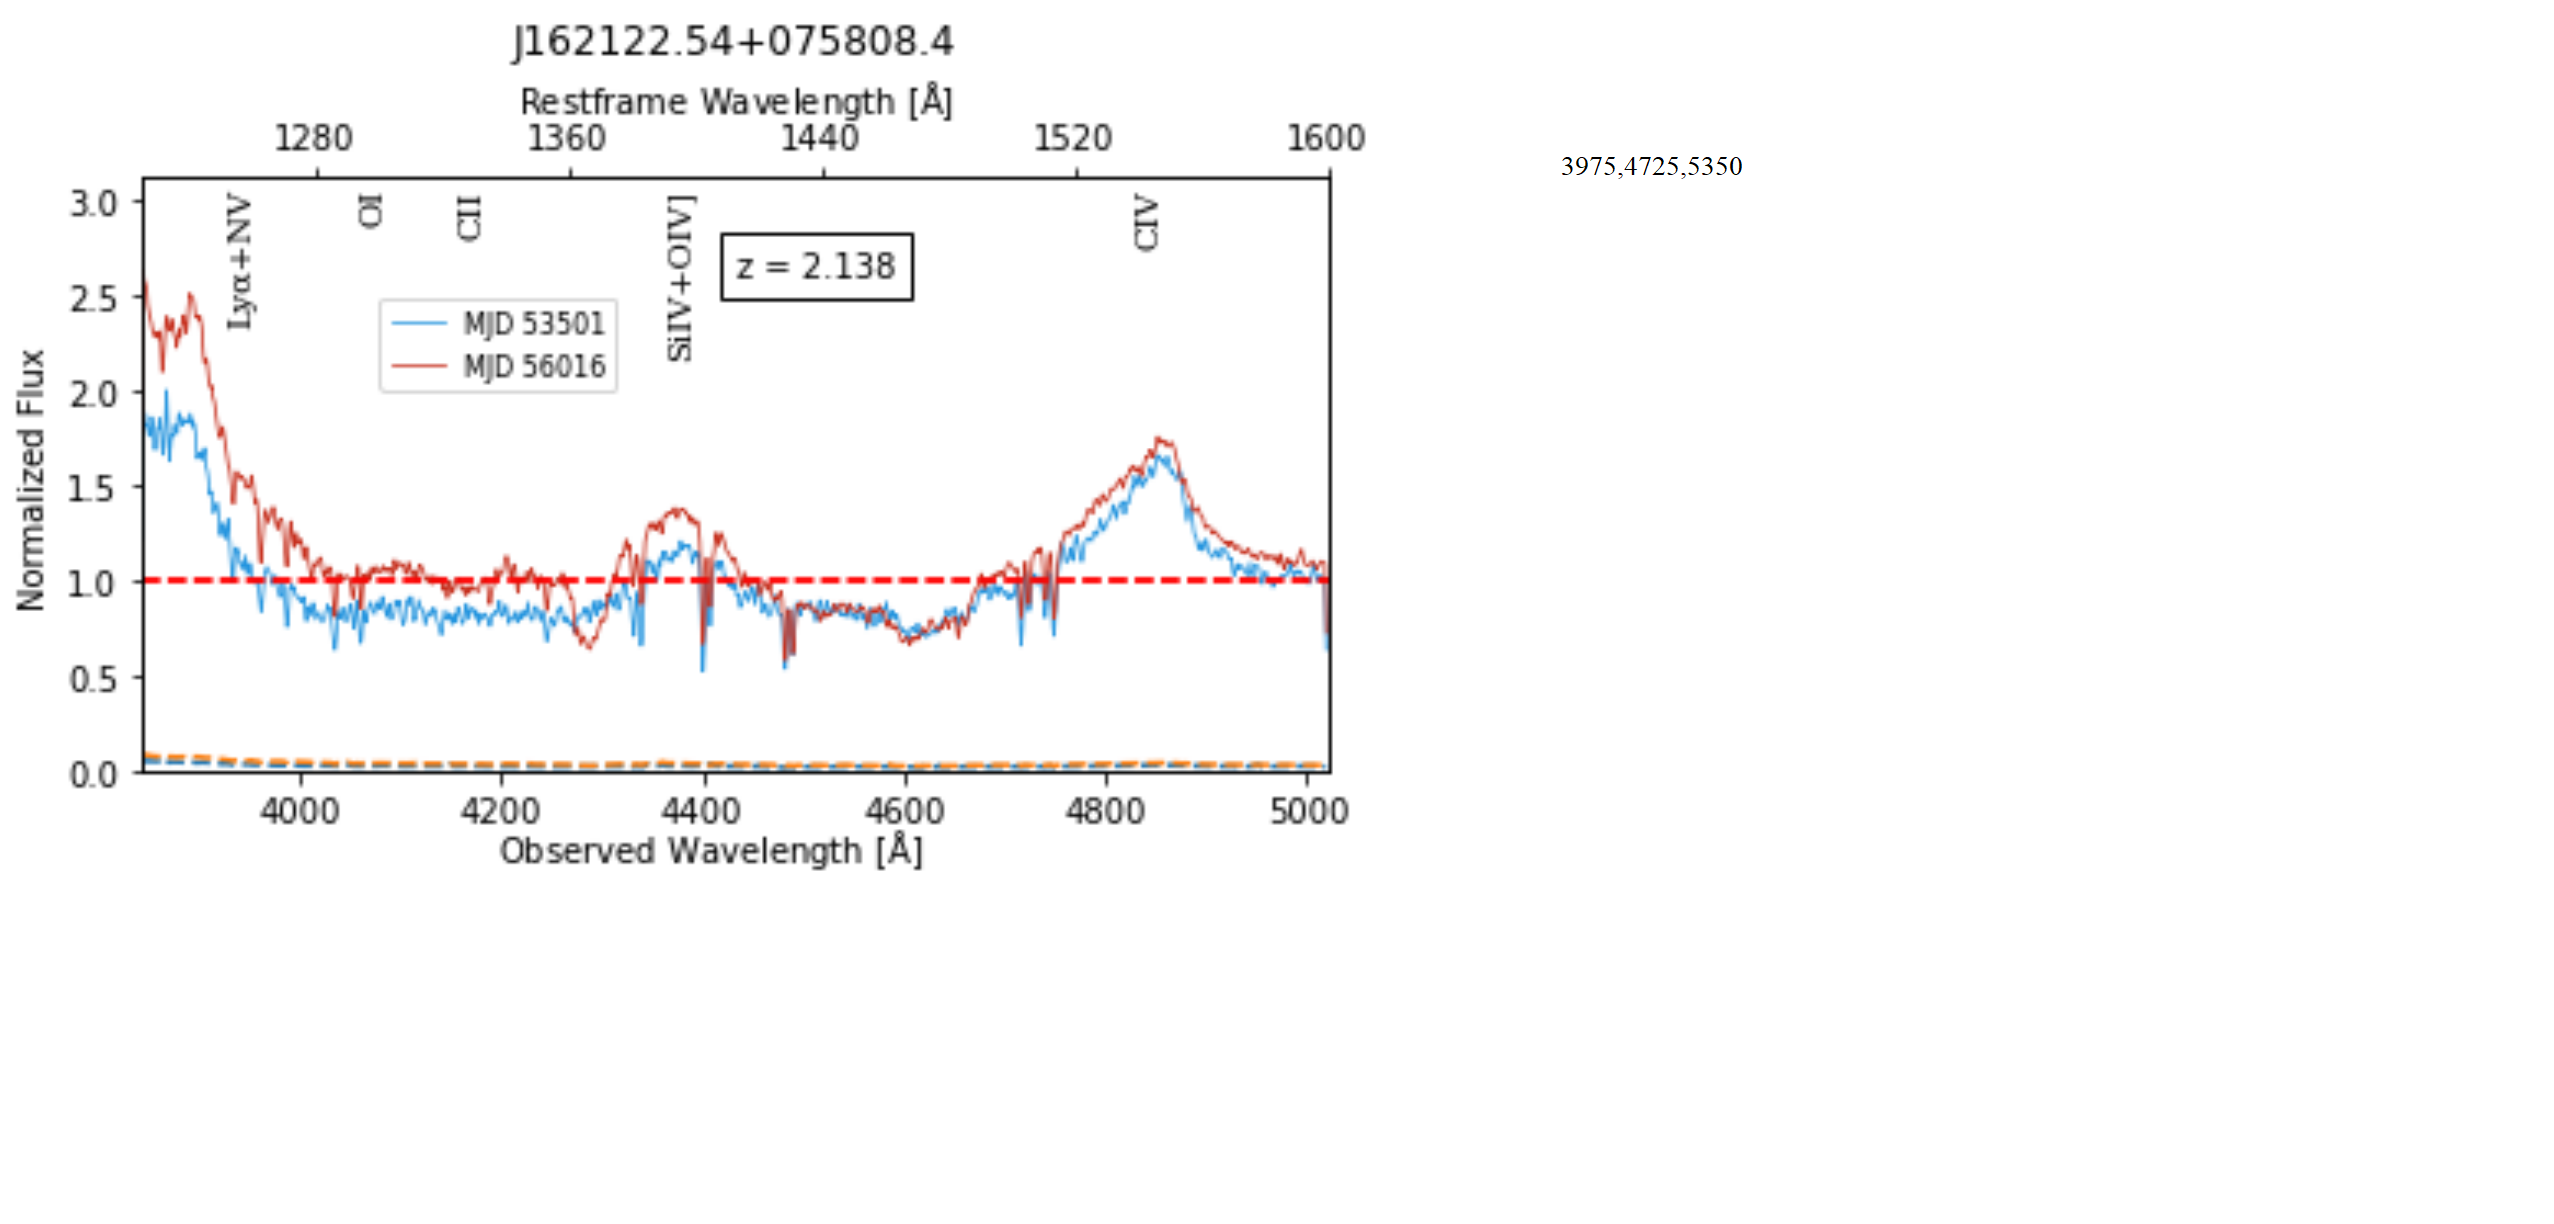 J162122.54+075808.4
Restframe Wavelength [Å]
1280 1360 1440 1520 1600
3975,4725,5350
3.0
2.5
2.0
1.5
1.0
0.5
0.0
Normalized Flux
Lyα+NV
OI
CII
SiIV+OIV]
CIV
z = 2.138
MJD 53501
MJD 56016
4000 4200 4400 4600 4800 5000
Observed Wavelength [Å]